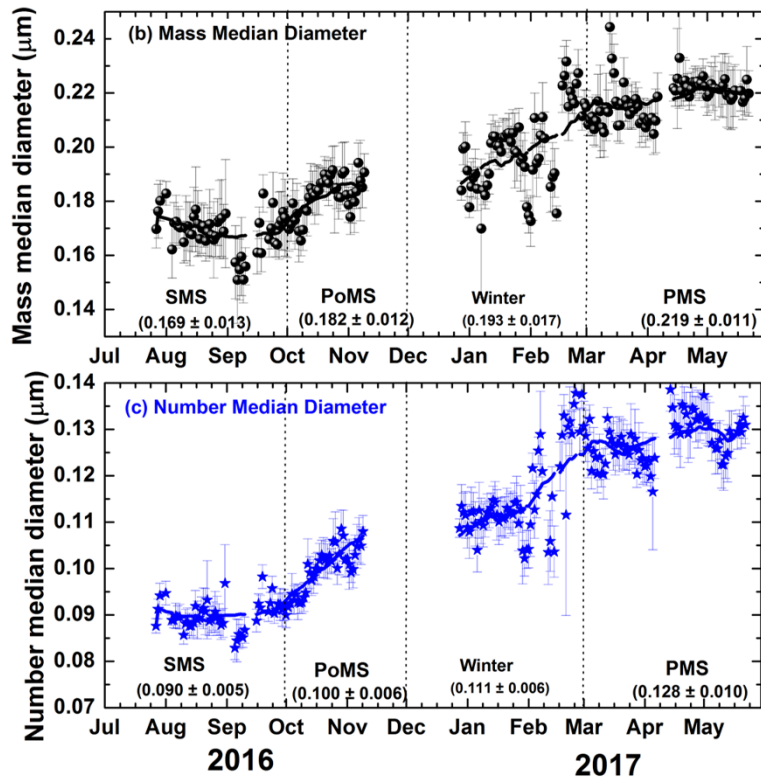 (b) Mass Median Diameter
Mass median diameter (μm)
0.24
0.22
0.20
0.18
0.16
0.14
SMS
(0.169 ± 0.013)
PoMS
(0.182 ± 0.012)
Winter
(0.193 ± 0.017)
PMS
(0.219 ± 0.011)
Jul Aug Sep Oct Nov Dec Jan Feb Mar Apr May
(c) Number Median Diameter
Number median diameter (μm)
0.14
0.13
0.12
0.11
0.10
0.09
0.08
0.07
SMS
(0.090 ± 0.005)
PoMS
(0.100 ± 0.006)
Winter
(0.111 ± 0.006)
PMS
(0.128 ± 0.010)
Jul Aug Sep Oct Nov Dec Jan Feb Mar Apr May
2016 2017